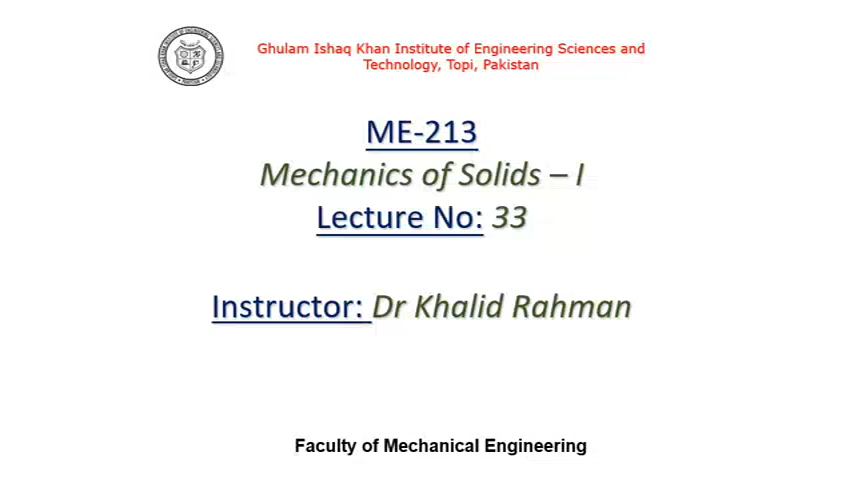 Ghulam Ishaq Khan Institute of Engineering Sciences and
Technology, Topi, Pakistan
ME-213
Mechanics of Solids – I
Lecture No: 33
Instructor: Dr Khalid Rahman
Faculty of Mechanical Engineering